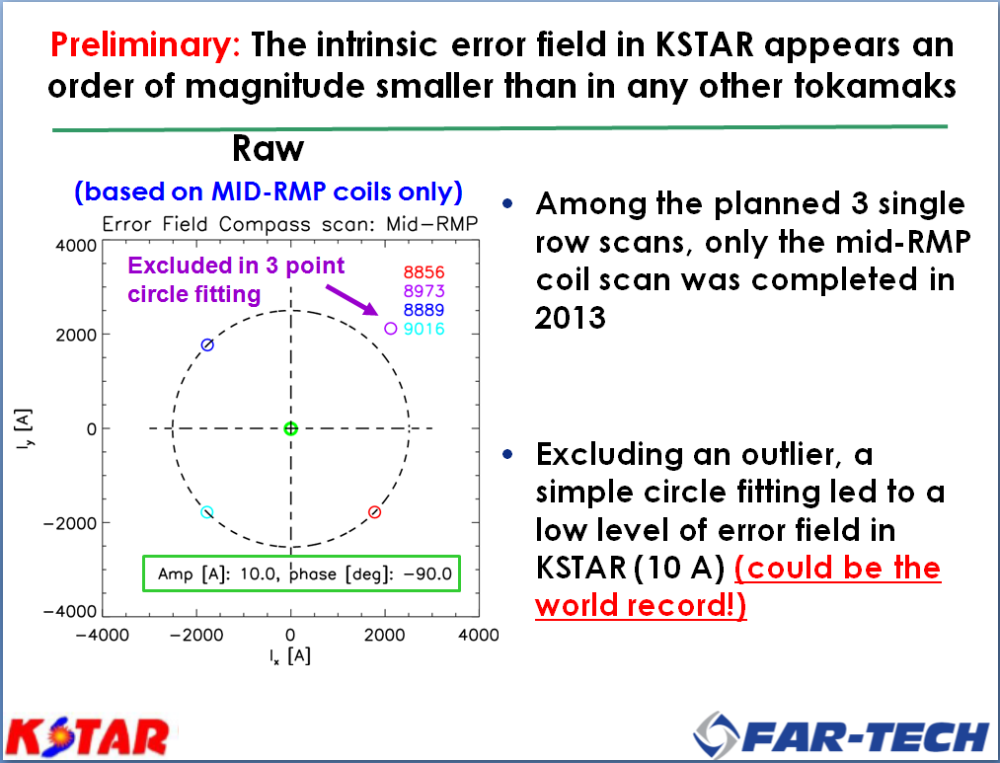 Preliminary: The intrinsic error field in KSTAR appears an
order of magnitude smaller than in any other tokamaks
Raw
(based on MID-RMP coils only)
Error Field Compass scan: Mid-RMP
Excluded in 3 point
circle fitting
8856
8973
8889
9016
4000
2000
0
-2000
-4000
Iy [A]
Amp [A]: 10.0, phase [deg]: -90.0
-4000 -2000 0 2000 4000
Ix [A]
• Among the planned 3 single
row scans, only the mid-RMP
coil scan was completed in
2013
• Excluding an outlier, a
simple circle fitting led to a
low level of error field in
KSTAR (10 A) (could be the
world record!)
KSTAR
FAR-TECH